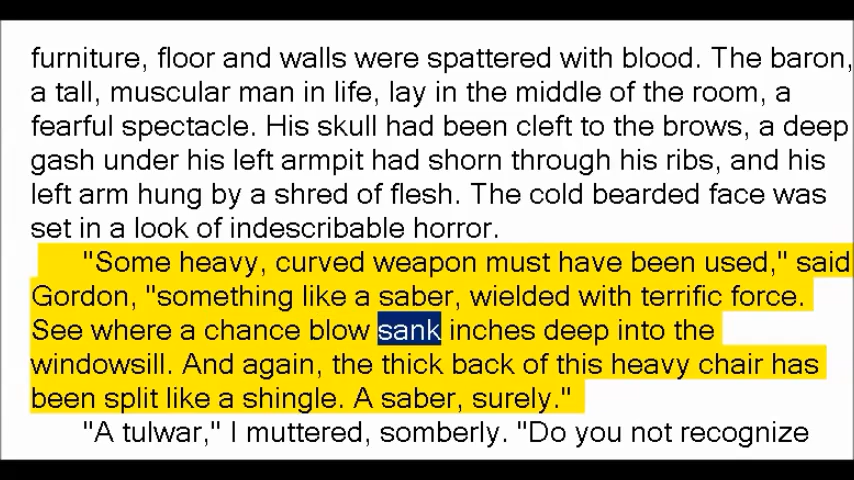 furniture, floor and walls were spattered with blood. The baron,
a tall, muscular man in life, lay in the middle of the room, a
fearful spectacle. His skull had been cleft to the brows, a deep
gash under his left armpit had shorn through his ribs, and his
left arm hung by a shred of flesh. The cold bearded face was
set in a look of indescribable horror.
"Some heavy, curved weapon must have been used," said
Gordon, "something like a saber, wielded with terrific force.
See where a chance blow sank inches deep into the
windowsill. And again, the thick back of this heavy chair has
been split like a shingle. A saber, surely."
"A tulwar," I muttered, somberly. "Do you not recognize